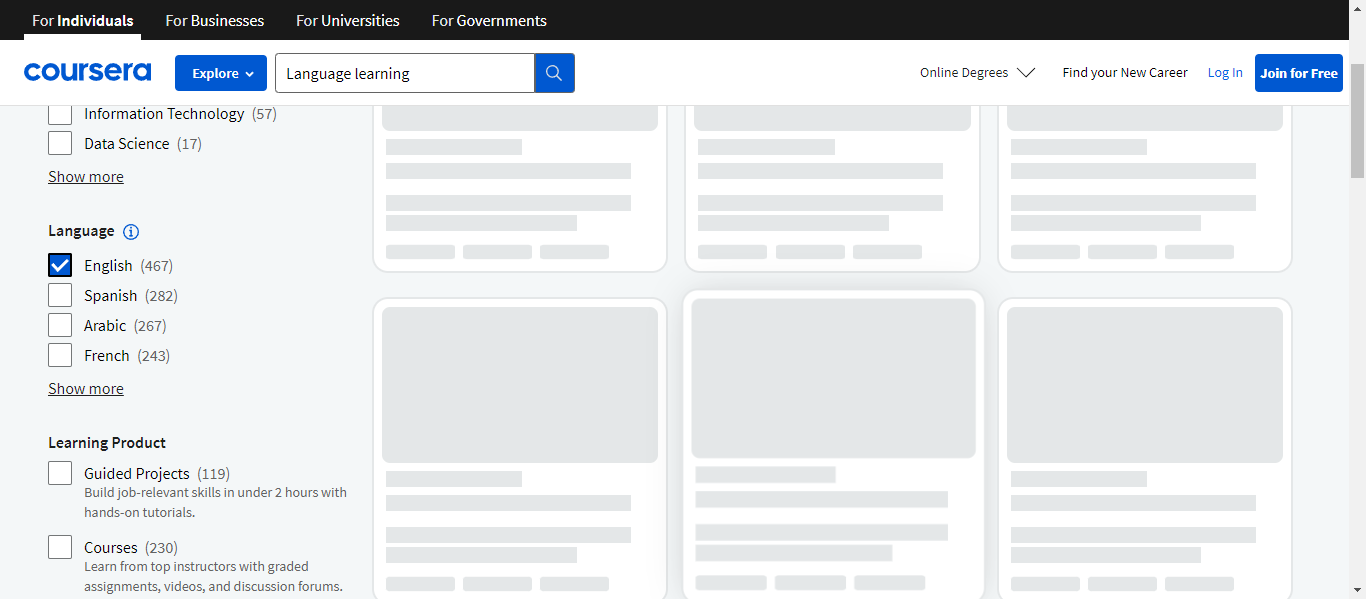 For Individuals For Businesses For Universities For Governments
coursera Explore Language learning Online Degrees Find your New Career Log In Join for Free
Information Technology (57)
Data Science (17)
Show more
Language
English (467)
Spanish (282)
Arabic (267)
French (243)
Show more
Learning Product
Guided Projects (119)
Build job-relevant skills in under 2 hours with
hands-on tutorials.
Courses (230)
Learn from top instructors with graded
assignments, videos, and discussion forums.